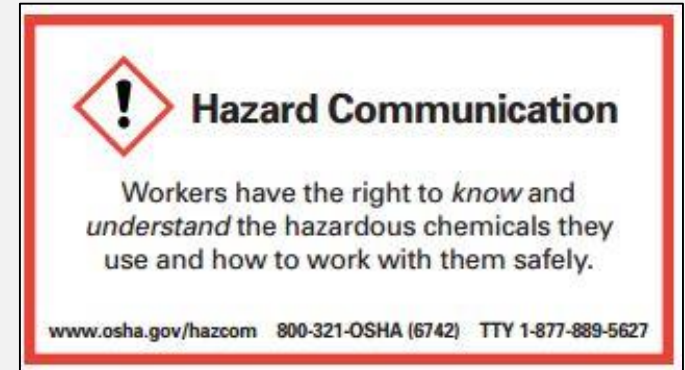 Hazard Communication
Workers have the right to know and
understand the hazardous chemicals they
use and how to work with them safely.
www.osha.gov/hazcom 800-321-OSHA (6742) TTY 1-877-889-5627